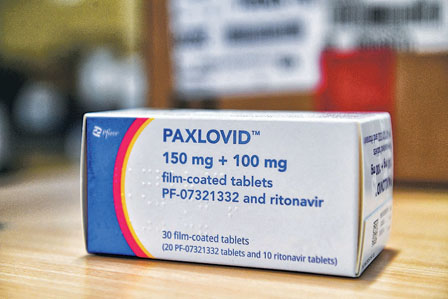 Pfizer
PAXLOVID™
150 mg + 100 mg
film-coated tablets
PF-07321332 and ritonavir
30 film-coated tablets
(20 PF-07321332 tablets and 10 ritonavir tablets)